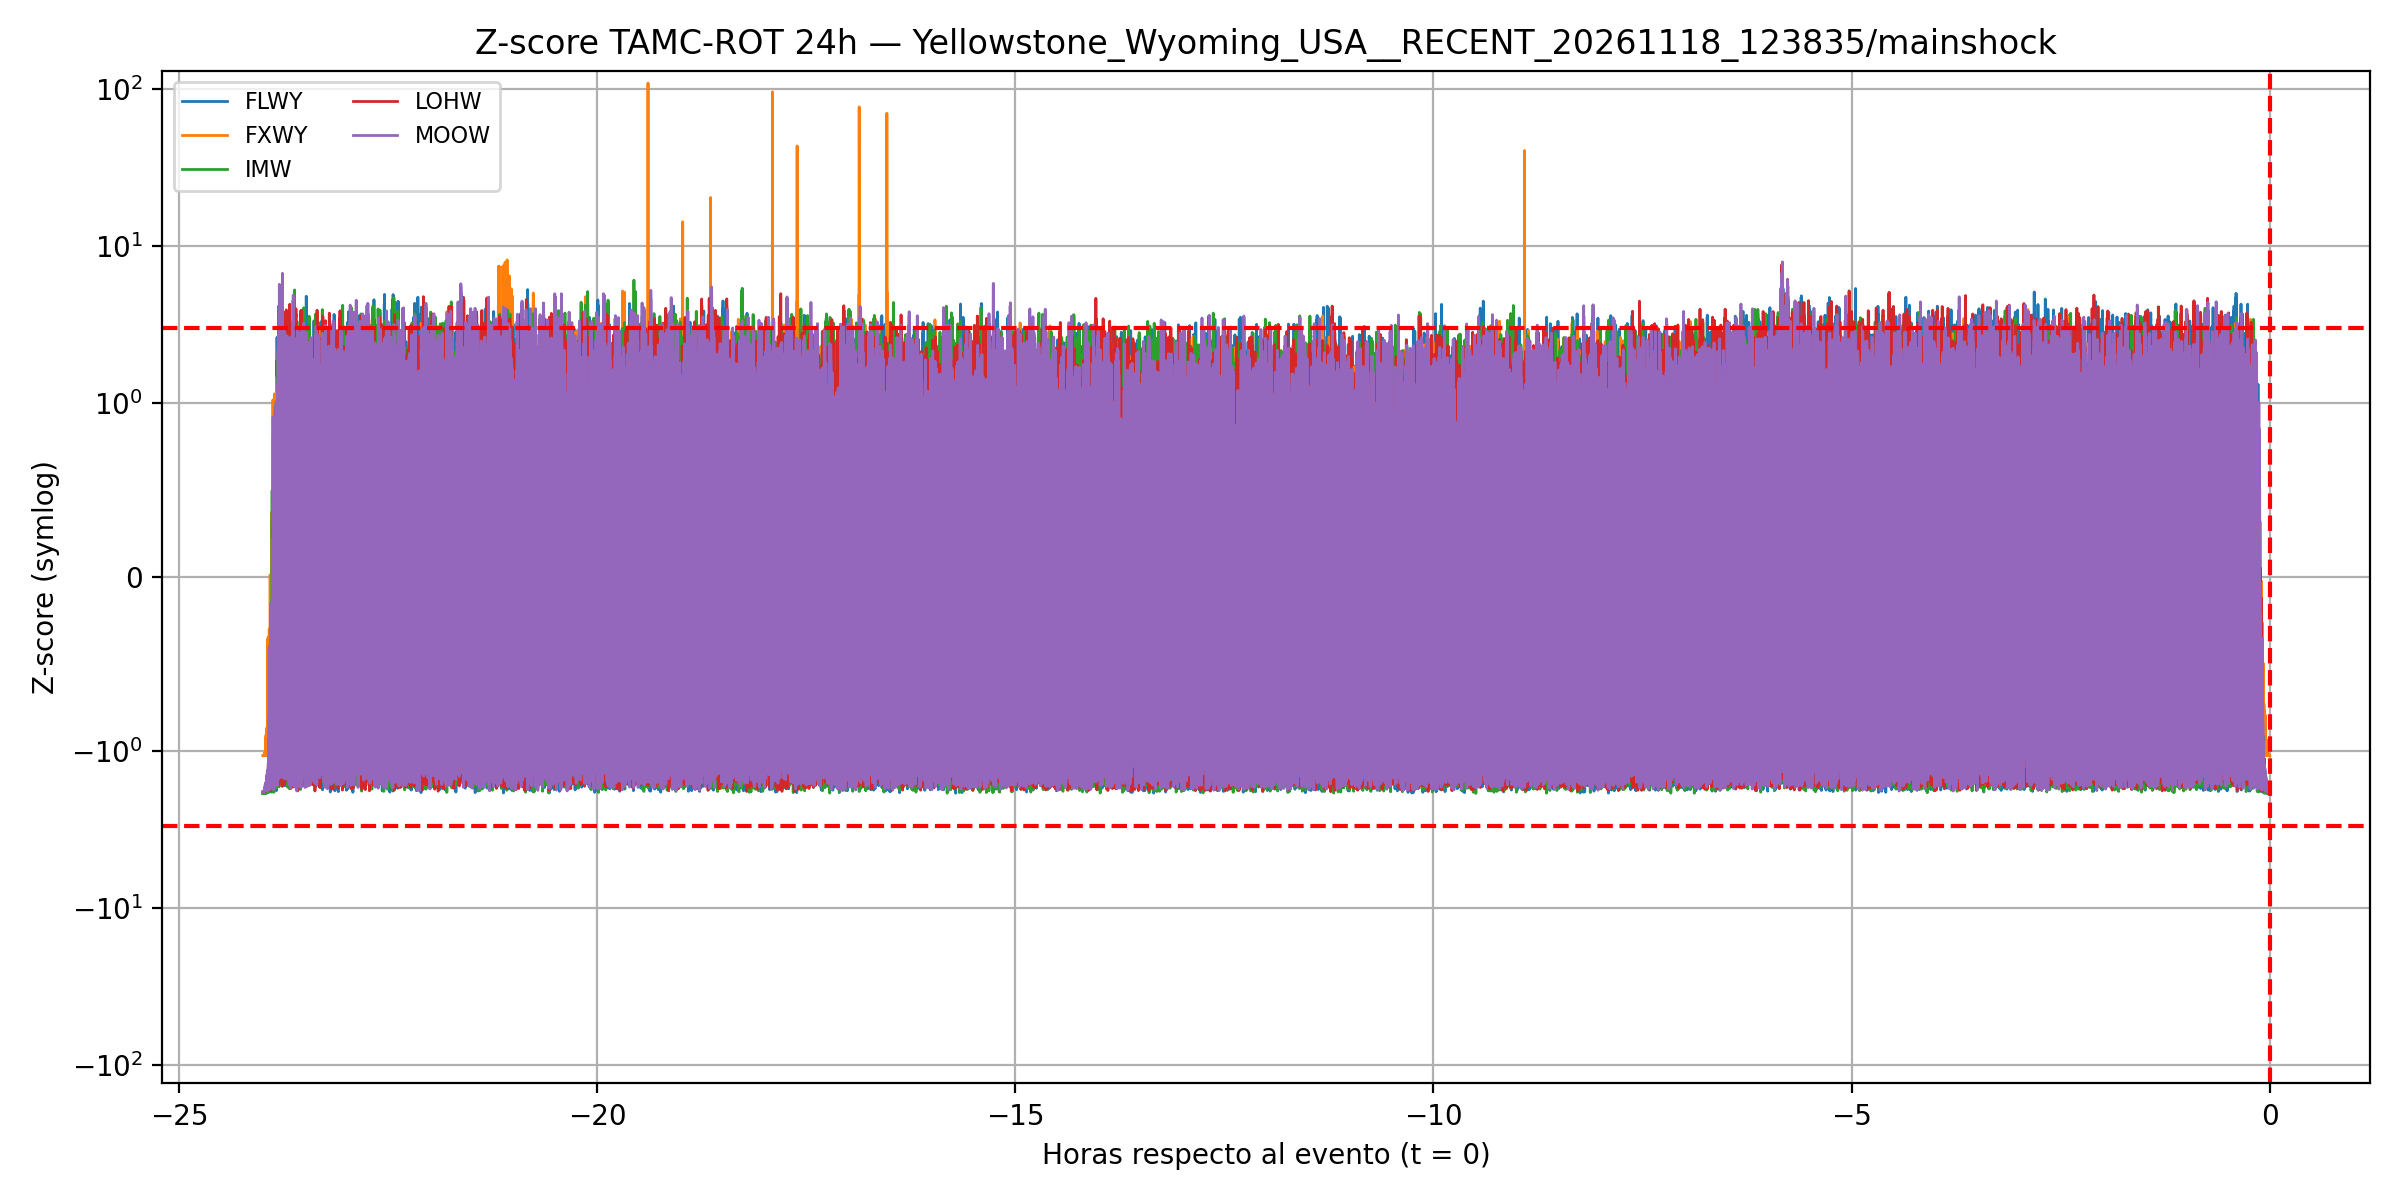 Z-score TAMC-ROT 24h — Yellowstone_Wyoming_USA__RECENT_20261118_123835/mainshock
FLWY
FXWY
IMW
LOHW
MOOW
10²
10¹
10⁰
0
−10⁰
−10¹
−10²
Z-score (symlog)
−25 −20 −15 −10 −5 0
Horas respecto al evento (t = 0)